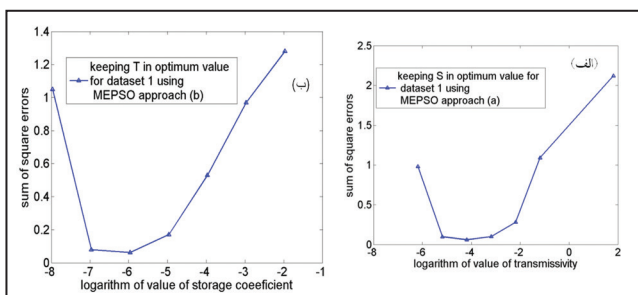 1.4
1.2
1
0.8
0.6
0.4
0.2
0
-8
-7
-6
-5
-4
-3
-2
-1
sum of square errors
logarithm of value of storage coeeficient
keeping T in optimum value
for dataset 1 using
MEPSO approach (b)
(ب)
2.5
2
1.5
1
0.5
0
-8
-6
-4
-2
0
2
4
sum of square errors
logarithm of value of transmissivity
keeping S in optimum value for
dataset 1 using
MEPSO approach (a)
(الف)